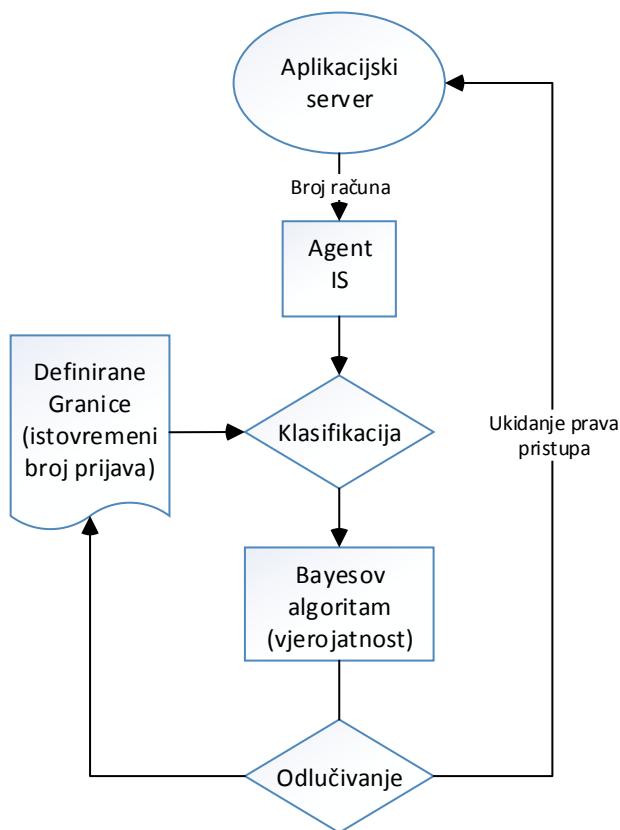 Aplikacijski
server
Broj računa
Agent
IS
Definirane
Granice
(istovremeni
broj prijava)
Klasifikacija
Ukidanje prava
pristupa
Bayesov
algoritam
(vjerojatnost)
Odlučivanje